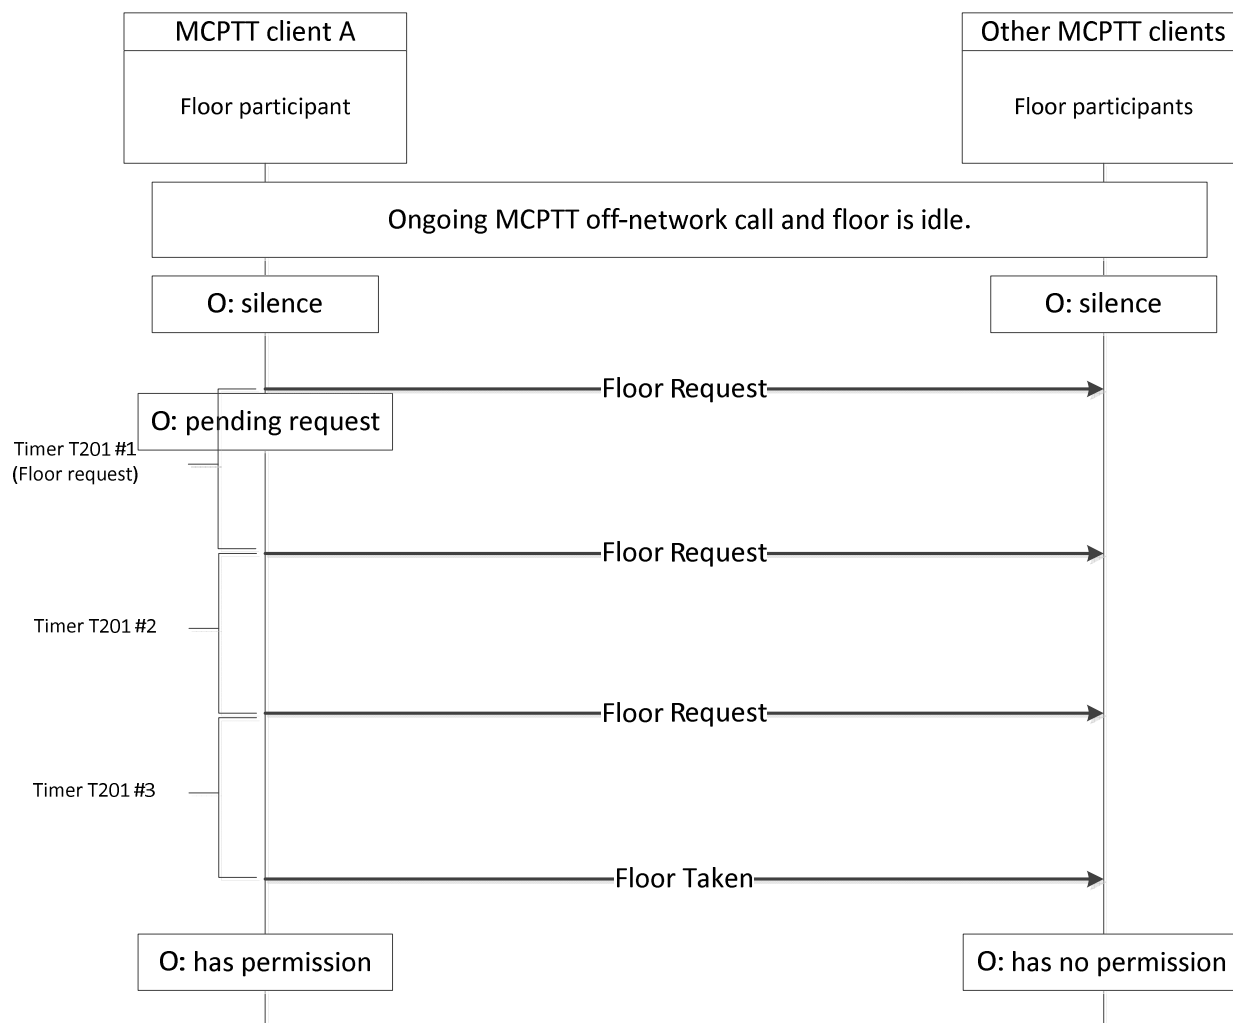 MCPTT client A
Other MCPTT clients
Floor participant
Floor participants
Ongoing MCPTT off-network call and floor is idle.
O: silence
O: silence
Floor Request
O: pending request
Timer T201 #1
(Floor request)
Floor Request
Timer T201 #2
Floor Request
Timer T201 #3
Floor Taken
O: has permission
O: has no permission